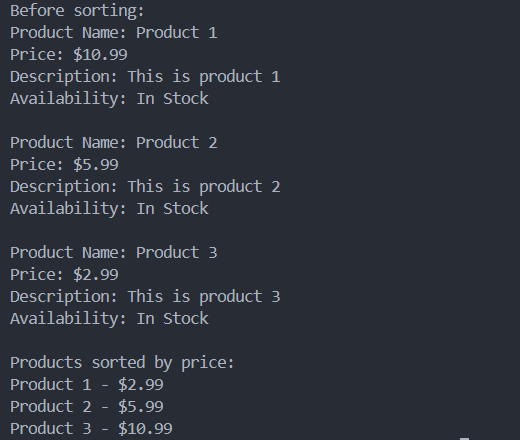 Before sorting:
Product Name: Product 1
Price: $10.99
Description: This is product 1
Availability: In Stock
Product Name: Product 2
Price: $5.99
Description: This is product 2
Availability: In Stock
Product Name: Product 3
Price: $2.99
Description: This is product 3
Availability: In Stock
Products sorted by price:
Product 1 - $2.99
Product 2 - $5.99
Product 3 - $10.99